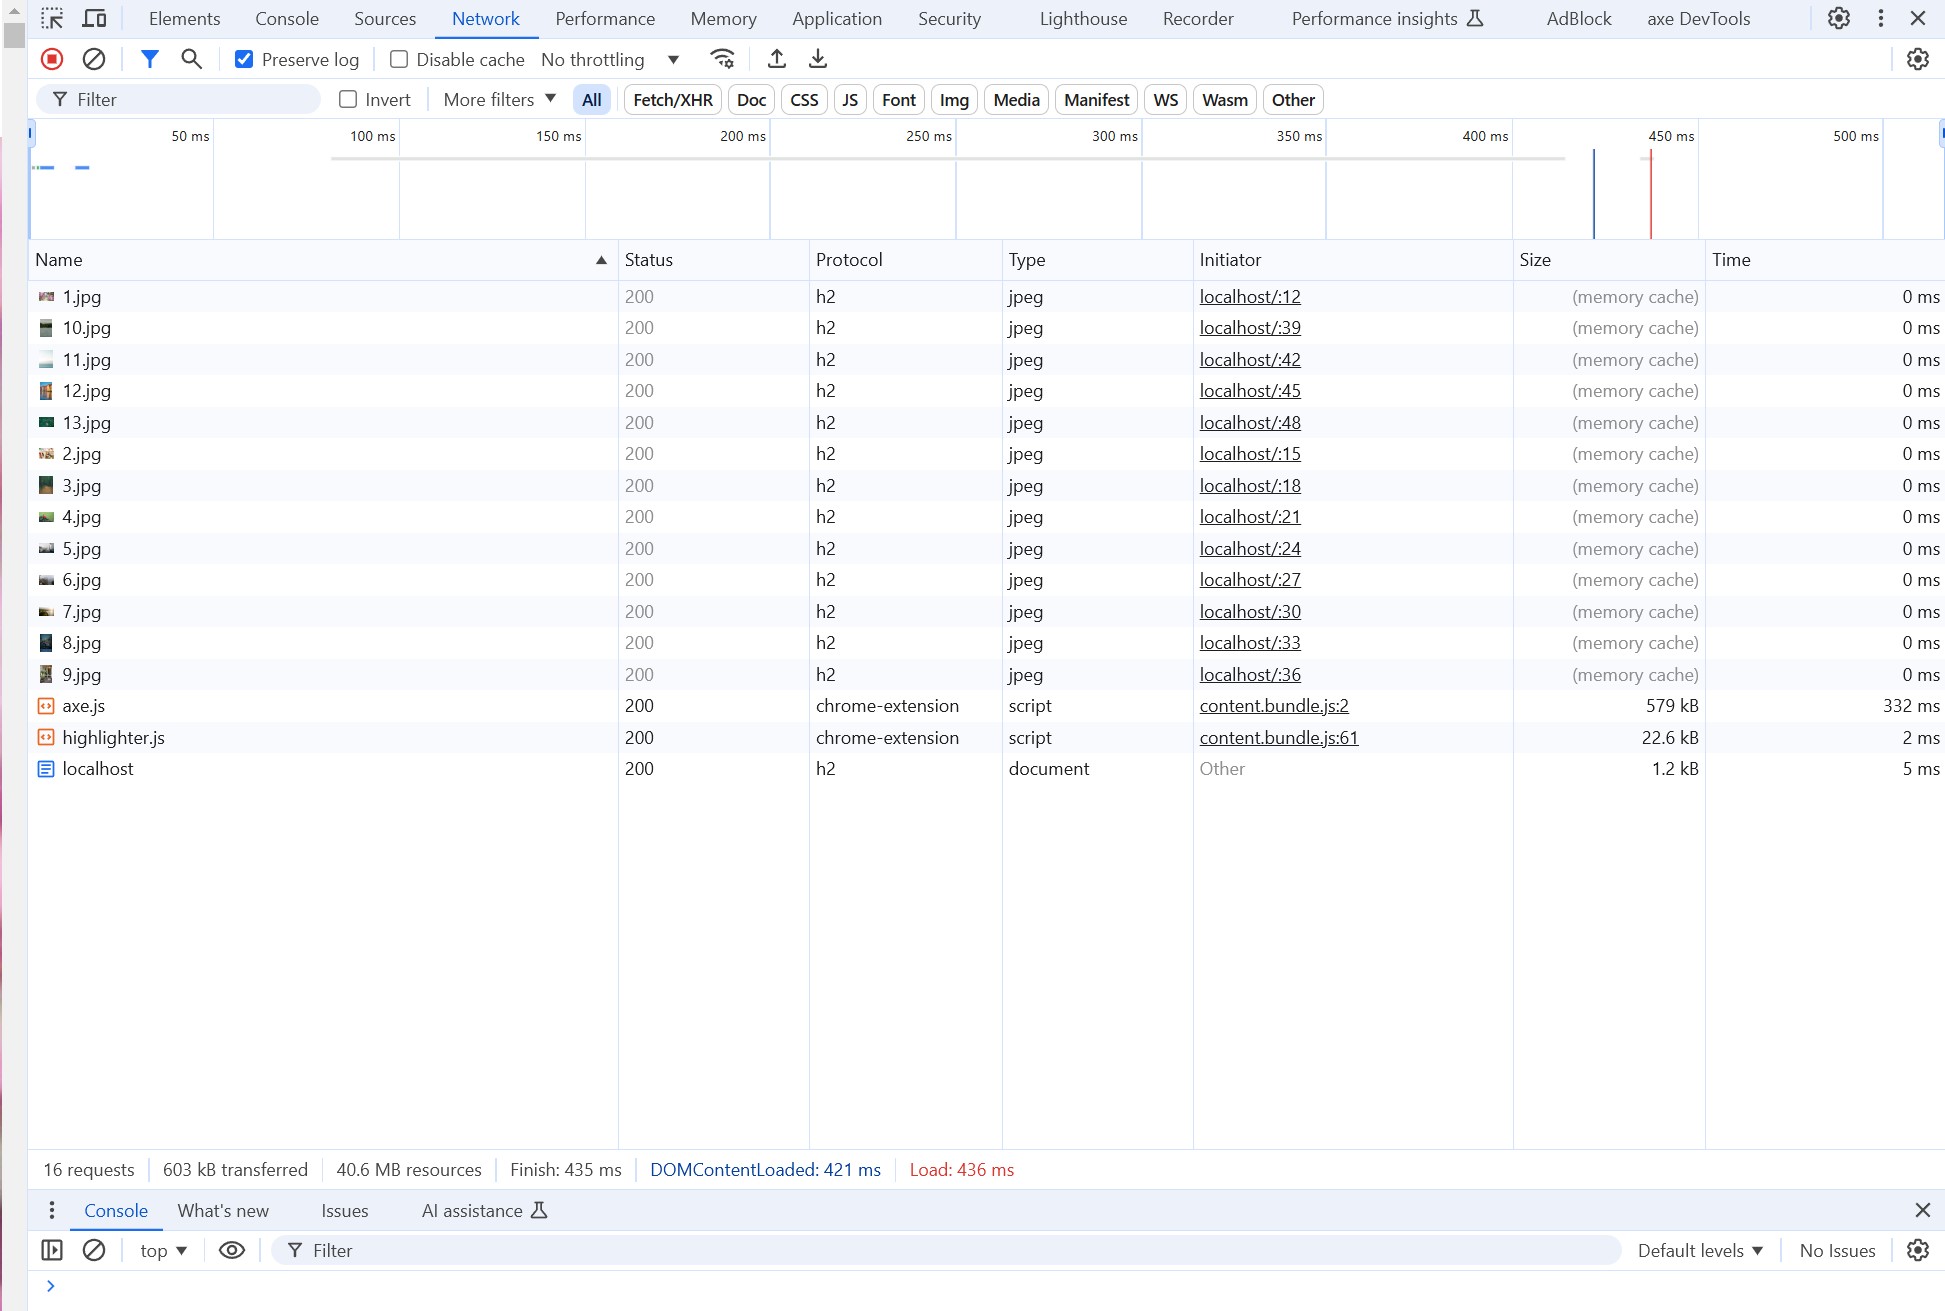 Elements Console Sources Network Performance Memory Application Security Lighthouse Recorder Performance insights AdBlock axe DevTools
Preserve log Disable cache No throttling
Filter Invert More filters All Fetch/XHR Doc CSS JS Font Img Media Manifest WS Wasm Other
50 ms 100 ms 150 ms 200 ms 250 ms 300 ms 350 ms 400 ms 450 ms 500 ms
Name Status Protocol Type Initiator Size Time
1.jpg 200 h2 jpeg localhost/:12 (memory cache) 0 ms
10.jpg 200 h2 jpeg localhost/:39 (memory cache) 0 ms
11.jpg 200 h2 jpeg localhost/:42 (memory cache) 0 ms
12.jpg 200 h2 jpeg localhost/:45 (memory cache) 0 ms
13.jpg 200 h2 jpeg localhost/:48 (memory cache) 0 ms
2.jpg 200 h2 jpeg localhost/:15 (memory cache) 0 ms
3.jpg 200 h2 jpeg localhost/:18 (memory cache) 0 ms
4.jpg 200 h2 jpeg localhost/:21 (memory cache) 0 ms
5.jpg 200 h2 jpeg localhost/:24 (memory cache) 0 ms
6.jpg 200 h2 jpeg localhost/:27 (memory cache) 0 ms
7.jpg 200 h2 jpeg localhost/:30 (memory cache) 0 ms
8.jpg 200 h2 jpeg localhost/:33 (memory cache) 0 ms
9.jpg 200 h2 jpeg localhost/:36 (memory cache) 0 ms
axe.js 200 chrome-extension script content.bundle.js:2 579 kB 332 ms
highlighter.js 200 chrome-extension script content.bundle.js:61 22.6 kB 2 ms
localhost 200 h2 document Other 1.2 kB 5 ms
16 requests 603 kB transferred 40.6 MB resources Finish: 435 ms DOMContentLoaded: 421 ms Load: 436 ms
Console What's new Issues AI assistance
top Filter Default levels No Issues